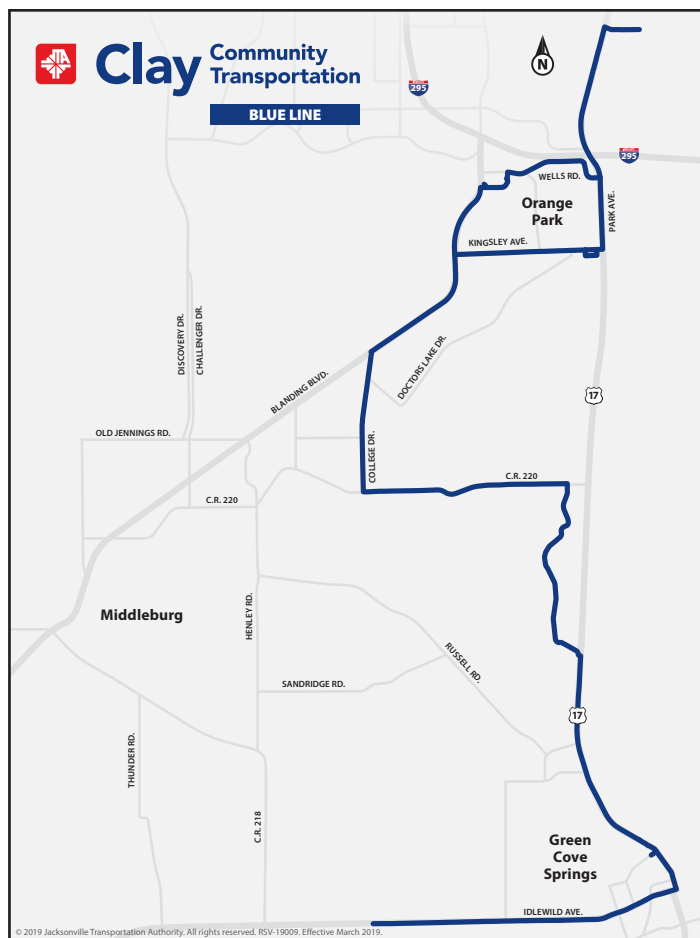 JTA
Clay Community
Transportation
BLUE LINE
N
INTERSTATE
295
INTERSTATE
295
WELLS RD.
Orange
Park
PARK AVE.
KINGSLEY AVE.
DISCOVERY DR.
CHALLENGER DR.
DOCTORS LAKE DR.
BLANDING BLVD.
17
OLD JENNINGS RD.
COLLEGE DR.
C.R. 220
C.R. 220
Middleburg
HENLEY RD.
RUSSELL RD.
SANDRIDGE RD.
17
THUNDER RD.
C.R. 218
Green
Cove
Springs
IDLEWILD AVE.
© 2019 Jacksonville Transportation Authority. All rights reserved. RSV-19009. Effective March 2019.